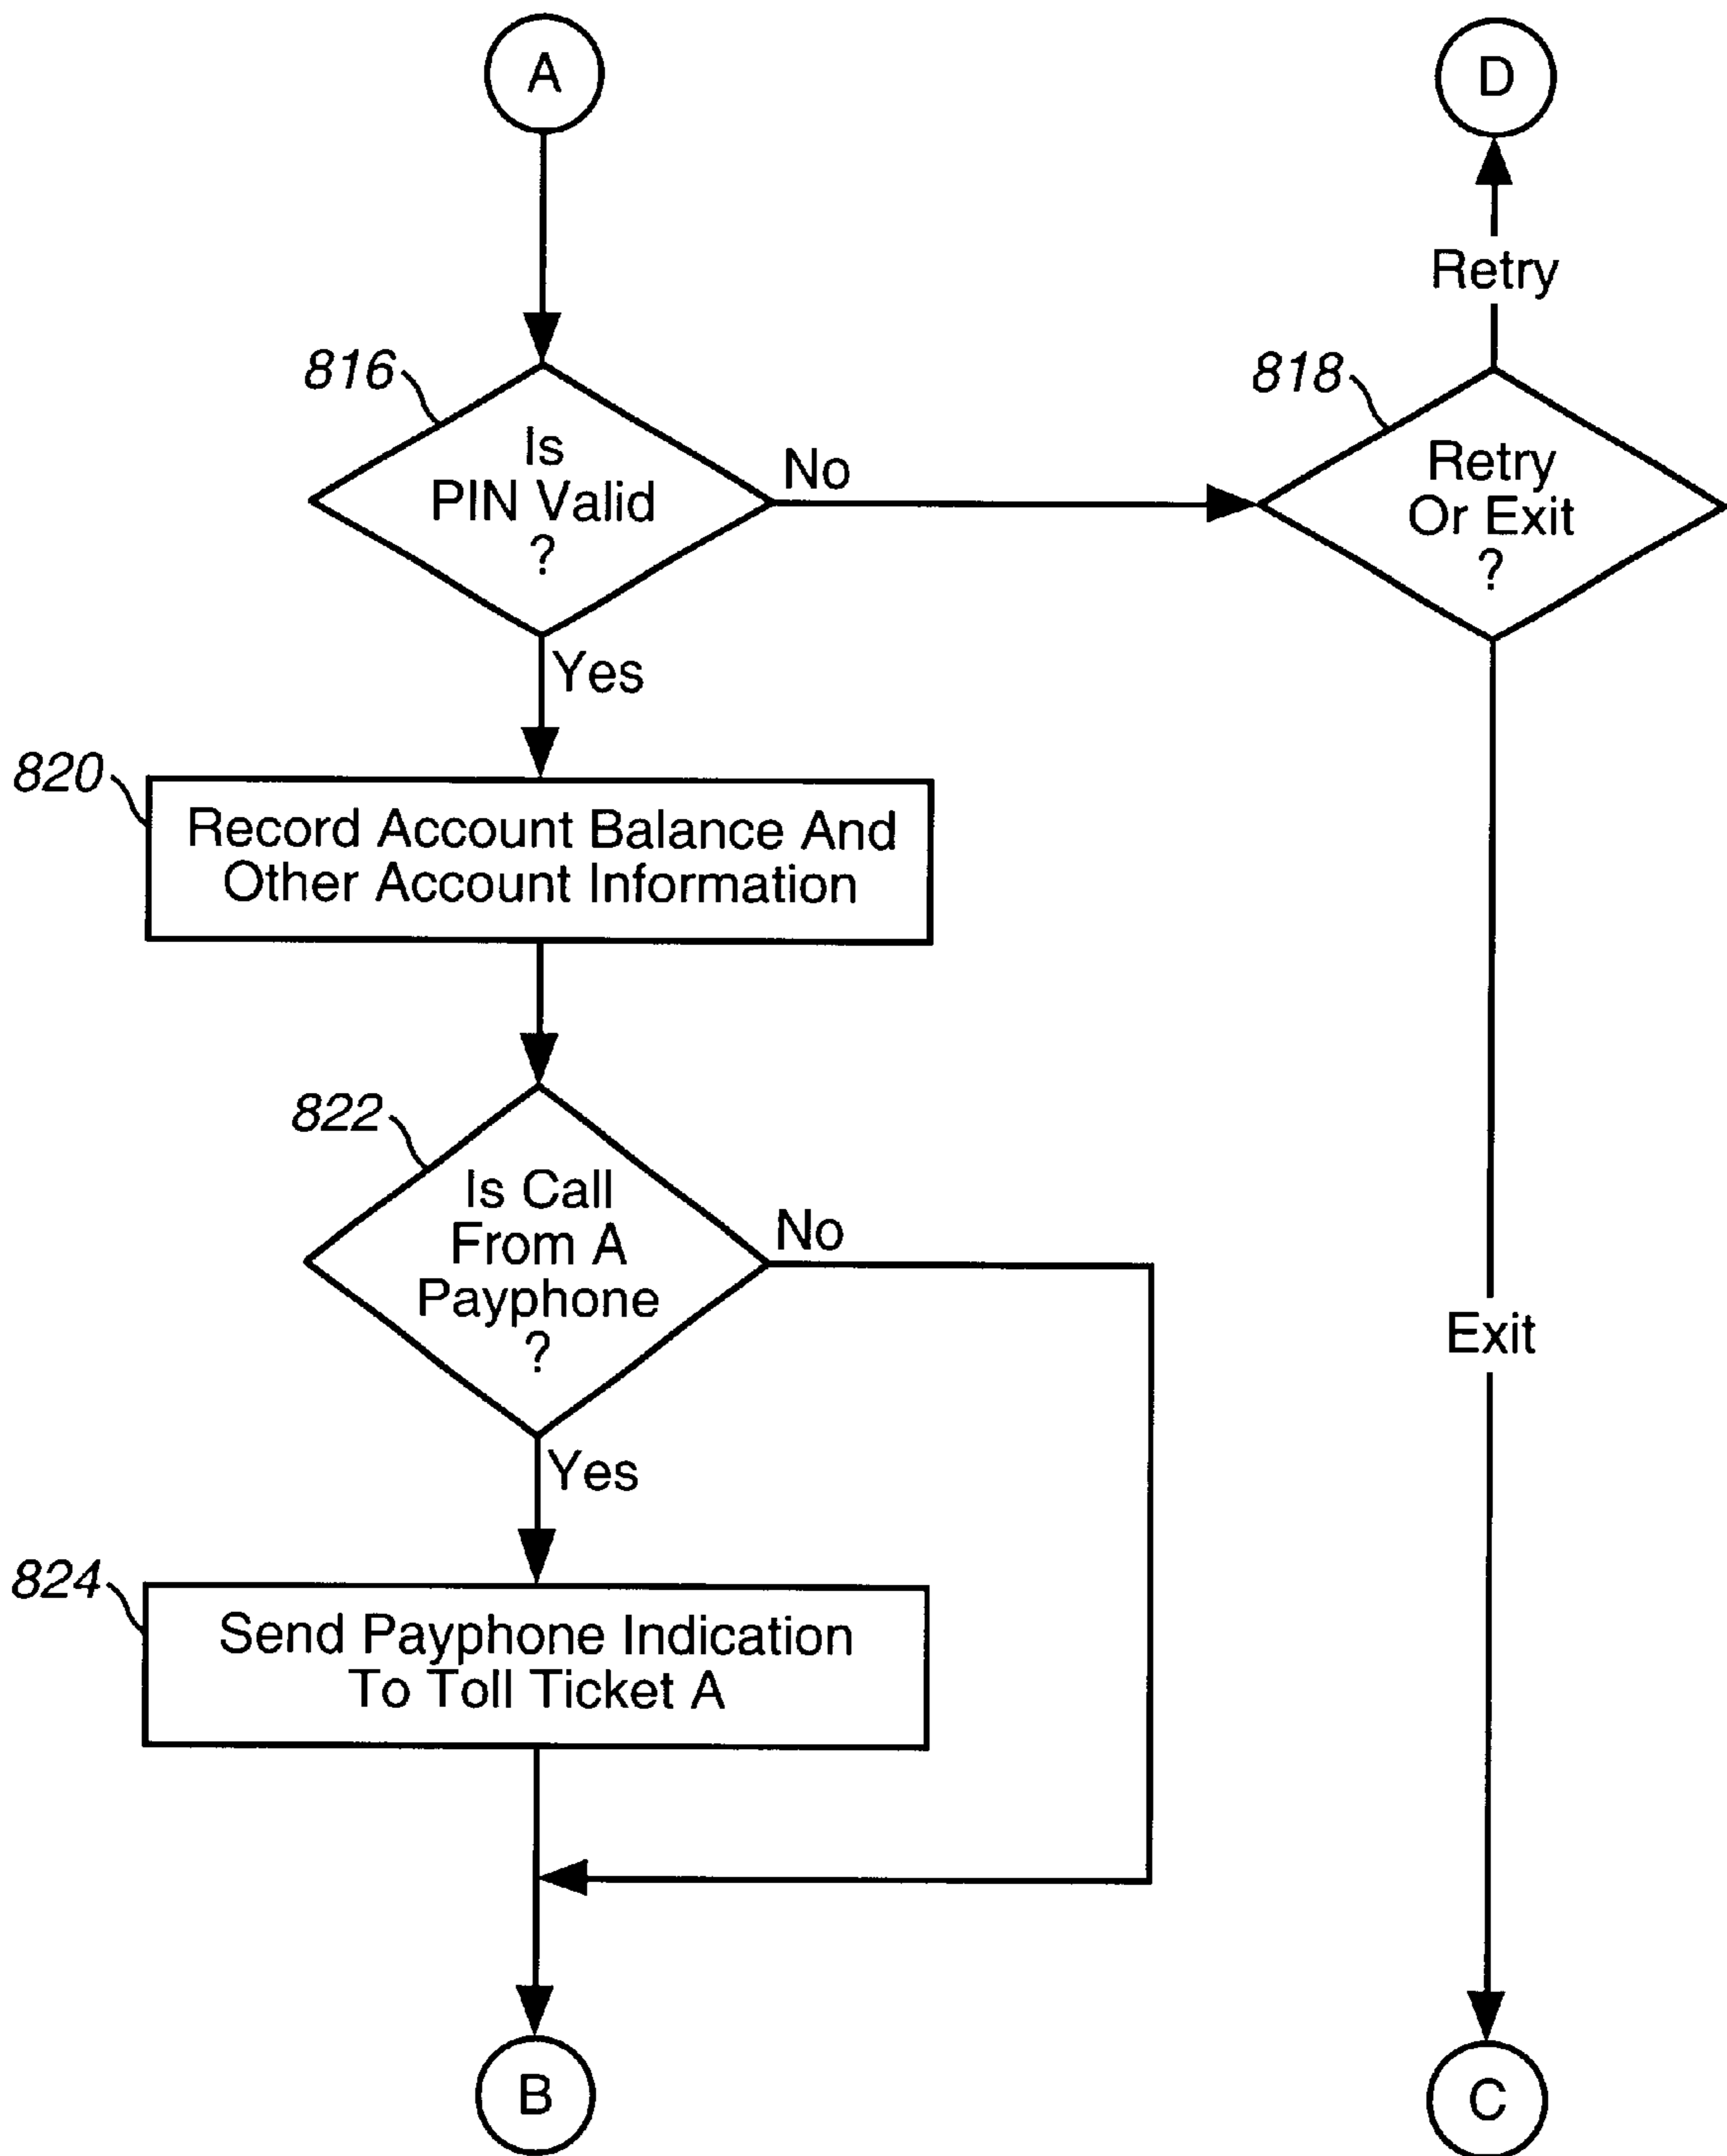 A
D
Retry
816
Is
PIN Valid
?
No
818
Retry
Or Exit
?
Yes
820
Record Account Balance And
Other Account Information
822
Is Call
From A
Payphone
?
No
Exit
Yes
824
Send Payphone Indication
To Toll Ticket A
B
C